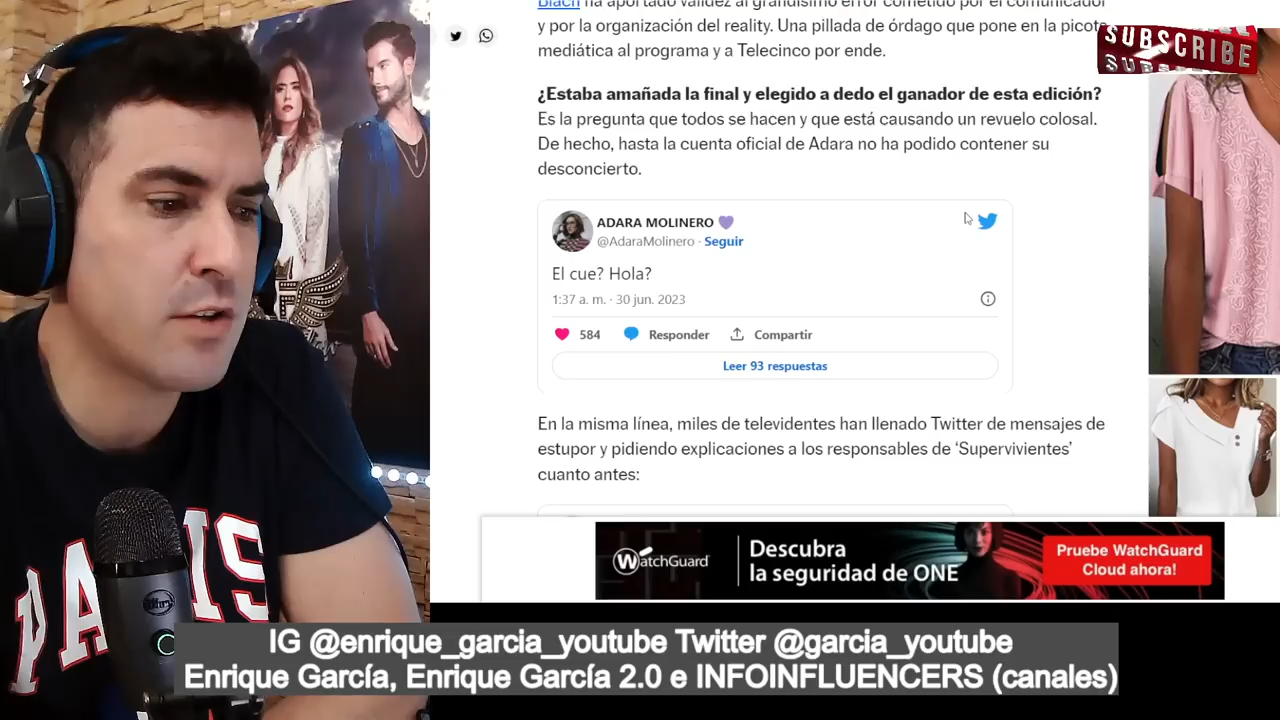 Blach ha aportado validez al grandísimo error cometido por el comunicador
y por la organización del reality. Una pillada de órdago que pone en la picota
mediática al programa y a Telecinco por ende.
SUBSCRIBE
¿Estaba amañada la final y elegido a dedo el ganador de esta edición?
Es la pregunta que todos se hacen y que está causando un revuelo colosal.
De hecho, hasta la cuenta oficial de Adara no ha podido contener su
desconcierto.
ADARA MOLINERO 💜
@AdaraMolinero · Seguir
El cue? Hola?
1:37 a. m. · 30 jun. 2023
584 Responder Compartir
Leer 93 respuestas
En la misma línea, miles de televidentes han llenado Twitter de mensajes de
estupor y pidiendo explicaciones a los responsables de ‘Supervivientes’
cuanto antes:
WatchGuard
Descubra
la seguridad de ONE
Pruebe WatchGuard
Cloud ahora!
PARIS
blue
IG @enrique_garcia_youtube Twitter @garcia_youtube
Enrique García, Enrique García 2.0 e INFOINFLUENCERS (canales)